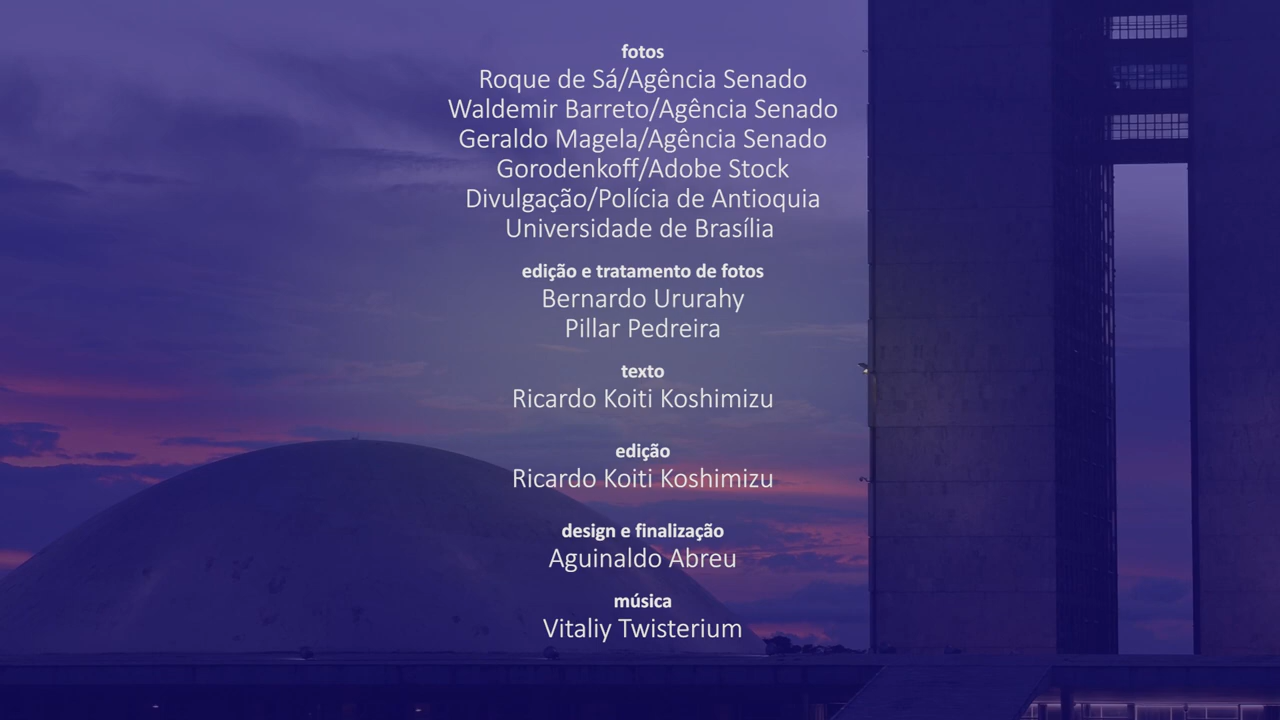 fotos
Roque de Sá/Agência Senado
Waldemir Barreto/Agência Senado
Geraldo Magela/Agência Senado
Gorodenkoff/Adobe Stock
Divulgação/Polícia de Antioquia
Universidade de Brasília
edição e tratamento de fotos
Bernardo Ururahy
Pillar Pedreira
texto
Ricardo Koiti Koshimizu
edição
Ricardo Koiti Koshimizu
design e finalização
Aguinaldo Abreu
música
Vitaliy Twisterium